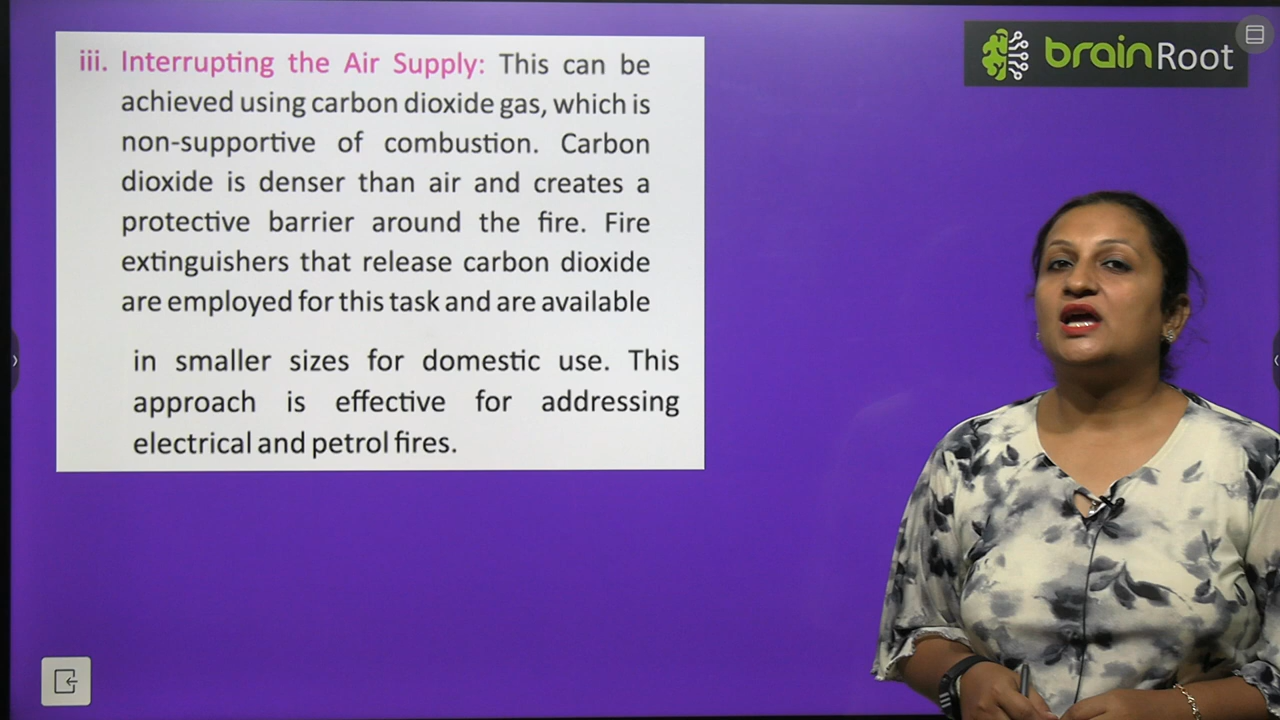 brainRoot
iii. Interrupting the Air Supply: This can be
achieved using carbon dioxide gas, which is
non-supportive of combustion. Carbon
dioxide is denser than air and creates a
protective barrier around the fire. Fire
extinguishers that release carbon dioxide
are employed for this task and are available
in smaller sizes for domestic use. This
approach is effective for addressing
electrical and petrol fires.